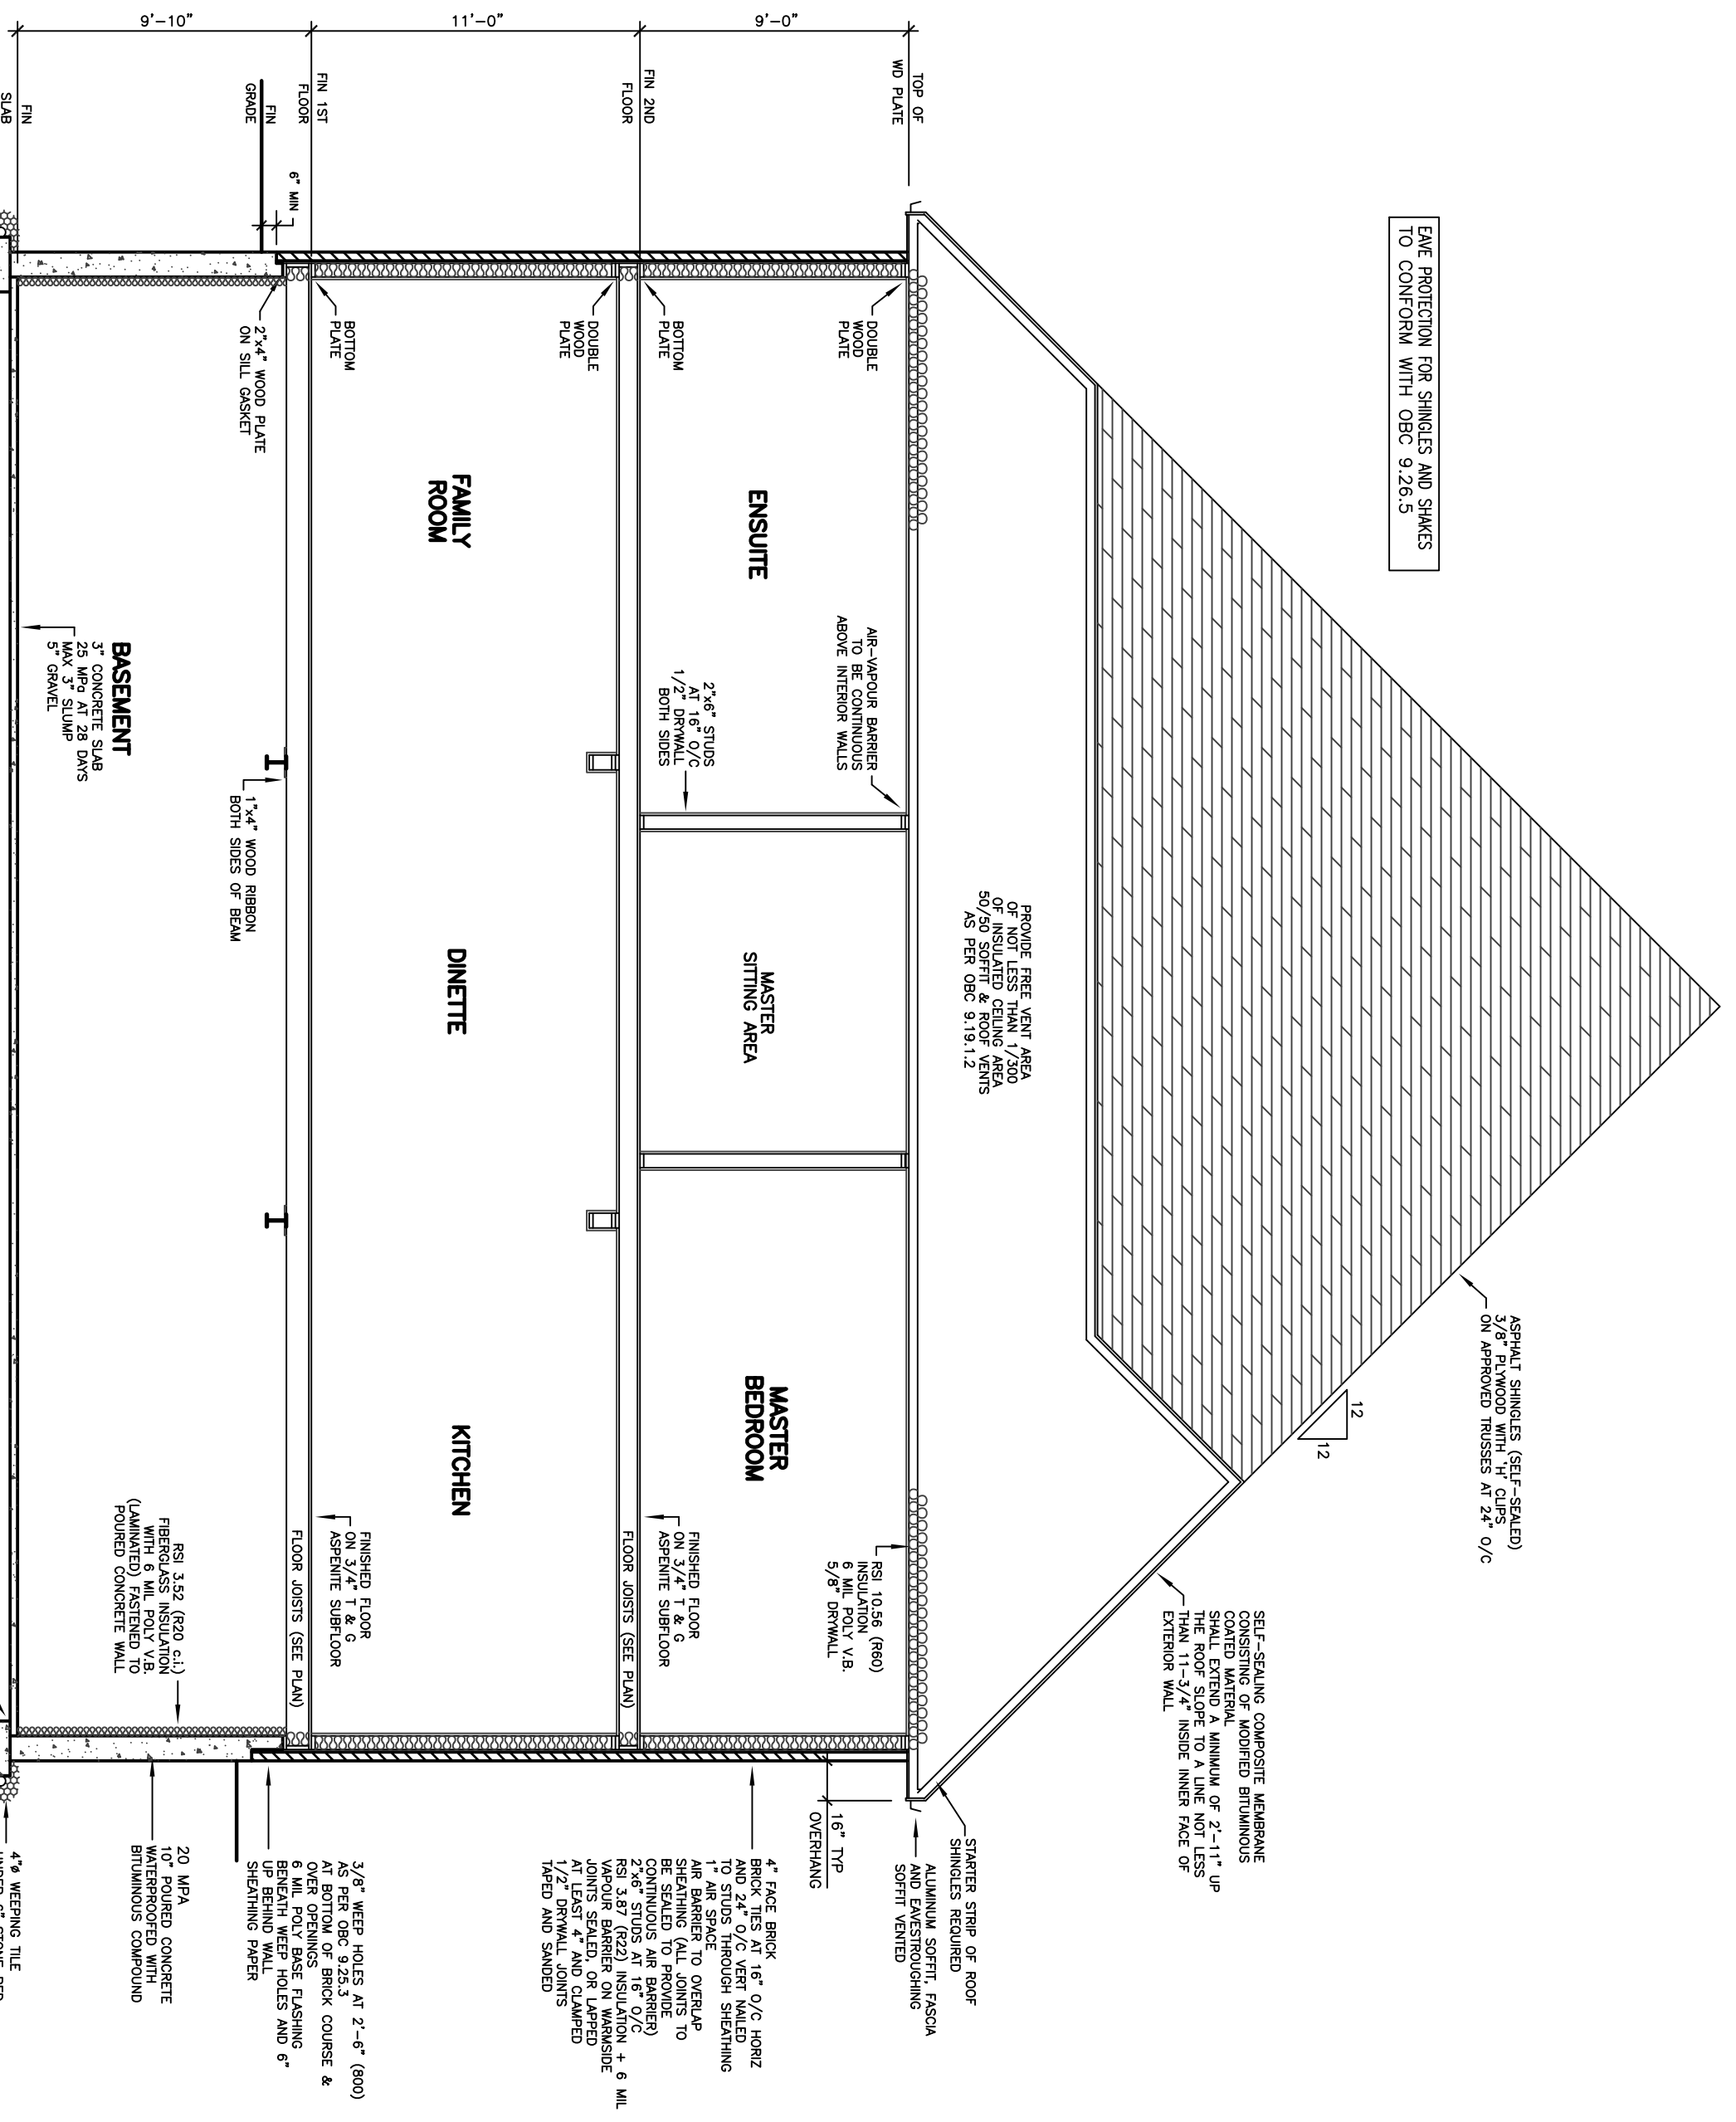 EAVE PROTECTION FOR SHINGLES AND SHAKES
TO CONFORM WITH OBC 9.26.5
ASPHALT SHINGLES (SELF-SEALED)
3/8" PLYWOOD WITH 'H' CLIPS
ON APPROVED TRUSSES AT 24" O/C
12
12
SELF-SEALING COMPOSITE MEMBRANE
CONSISTING OF MODIFIED BITUMINOUS
COATED MATERIAL
SHALL EXTEND A MINIMUM OF 2'-11" UP
THE ROOF SLOPE TO A LINE NOT LESS
THAN 11-3/4" INSIDE INNER FACE OF
EXTERIOR WALL
PROVIDE FREE VENT AREA
OF NOT LESS THAN 1/300
OF INSULATED CEILING AREA
50/50 SOFFIT & ROOF VENTS
AS PER OBC 9.19.1.2
STARTER STRIP OF ROOF
SHINGLES REQUIRED
ALUMINUM SOFFIT, FASCIA
AND EAVESTROUGHING
SOFFIT VENTED
TOP OF
WD PLATE
9'-0"
DOUBLE
WOOD
PLATE
AIR-VAPOUR BARRIER
TO BE CONTINUOUS
ABOVE INTERIOR WALLS
RSI 10.56 (R60)
INSULATION
6 MIL POLY V.B.
5/8" DRYWALL
16" TYP
OVERHANG
ENSUITE
MASTER
SITTING AREA
MASTER
BEDROOM
2"x6" STUDS
AT 16" O/C
1/2" DRYWALL
BOTH SIDES
BOTTOM
PLATE
FINISHED FLOOR
ON 3/4" T & G
ASPENITE SUBFLOOR
4" FACE BRICK
BRICK TIES AT 16" O/C HORIZ
AND 24" O/C VERT NAILED
TO STUDS THROUGH SHEATHING
1" AIR SPACE
AIR BARRIER TO OVERLAP
SHEATHING (ALL JOINTS TO
BE SEALED TO PROVIDE
CONTINUOUS AIR BARRIER)
2"x6" STUDS AT 16" O/C
RSI 3.87 (R22) INSULATION + 6 MIL
VAPOUR BARRIER ON WARMSIDE
JOINTS SEALED, OR LAPPED
AT LEAST 4" AND CLAMPED
1/2" DRYWALL JOINTS
TAPED AND SANDED
FIN 2ND
FLOOR
11'-0"
FLOOR JOISTS (SEE PLAN)
DOUBLE
WOOD
PLATE
FAMILY
ROOM
DINETTE
KITCHEN
BOTTOM
PLATE
FINISHED FLOOR
ON 3/4" T & G
ASPENITE SUBFLOOR
FIN 1ST
FLOOR
FLOOR JOISTS (SEE PLAN)
3/8" WEEP HOLES AT 2'-6" (800)
AS PER OBC 9.25.3
AT BOTTOM OF BRICK COURSE &
OVER OPENINGS
6 MIL POLY BASE FLASHING
BENEATH WEEP HOLES AND 6"
UP BEHIND WALL
SHEATHING PAPER
6" MIN
FIN
GRADE
9'-10"
2"x4" WOOD PLATE
ON SILL GASKET
1"x4" WOOD RIBBON
BOTH SIDES OF BEAM
RSI 3.52 (R20 c.i.)
FIBERGLASS INSULATION
WITH 6 MIL POLY V.B.
(LAMINATED) FASTENED TO
POURED CONCRETE WALL
20 MPA
10" POURED CONCRETE
WATERPROOFED WITH
BITUMINOUS COMPOUND
BASEMENT
3" CONCRETE SLAB
25 MPa AT 28 DAYS
MAX 3" SLUMP
5" GRAVEL
FIN
SLAB
4"ø WEEPING TILE